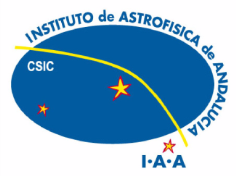 INSTITUTO de ASTROFISICA de ANDALUCIA
CSIC
I·A·A